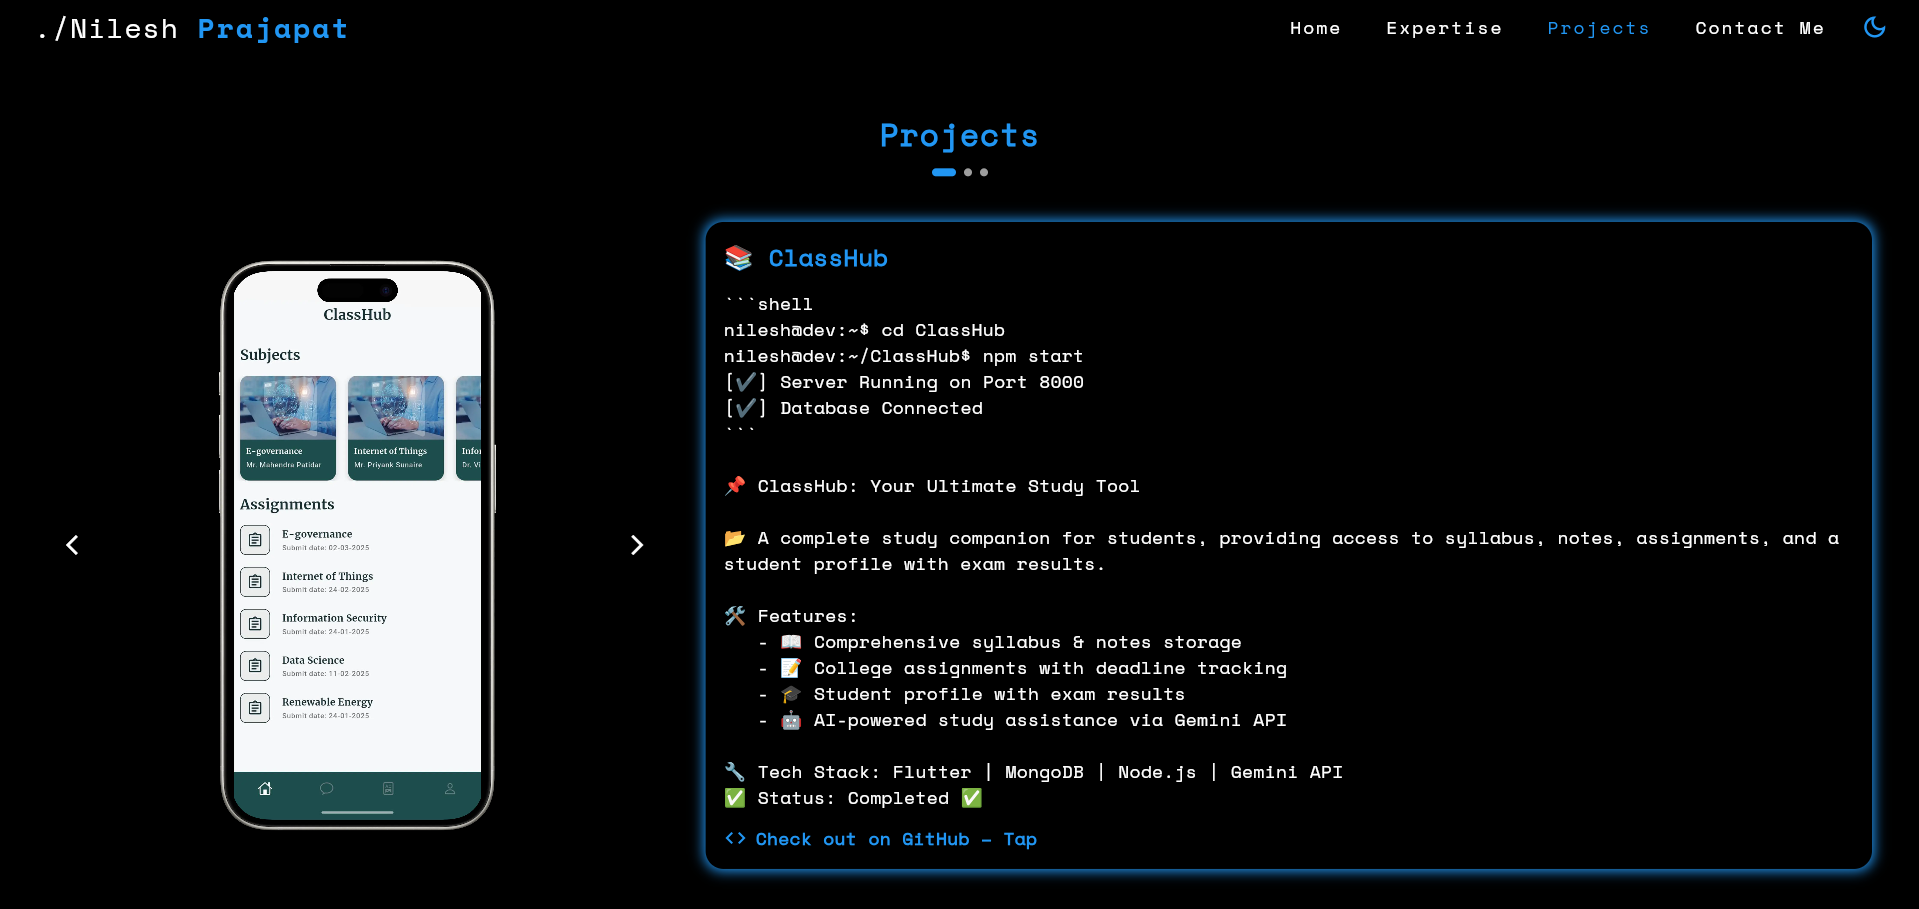 ./Nilesh Prajapat
Home Expertise Projects Contact Me
Projects
ClassHub
Subjects
E-governance
Mr. Mahendra Patidar
Internet of Things
Mr. Priyank Sunaire
Infor
Dr. Vi
Assignments
E-governance
Submit date: 02-03-2025
Internet of Things
Submit date: 24-02-2025
Information Security
Submit date: 24-01-2025
Data Science
Submit date: 11-02-2025
Renewable Energy
Submit date: 24-01-2025
📚 ClassHub
```shell
nilesh@dev:~$ cd ClassHub
nilesh@dev:~/ClassHub$ npm start
[✔] Server Running on Port 8000
[✔] Database Connected
```
📌 ClassHub: Your Ultimate Study Tool
📂 A complete study companion for students, providing access to syllabus, notes, assignments, and a
student profile with exam results.
🛠 Features:
- 📖 Comprehensive syllabus & notes storage
- 📝 College assignments with deadline tracking
- 🎓 Student profile with exam results
- 🤖 AI-powered study assistance via Gemini API
🔧 Tech Stack: Flutter | MongoDB | Node.js | Gemini API
✅ Status: Completed ✅
<> Check out on GitHub – Tap